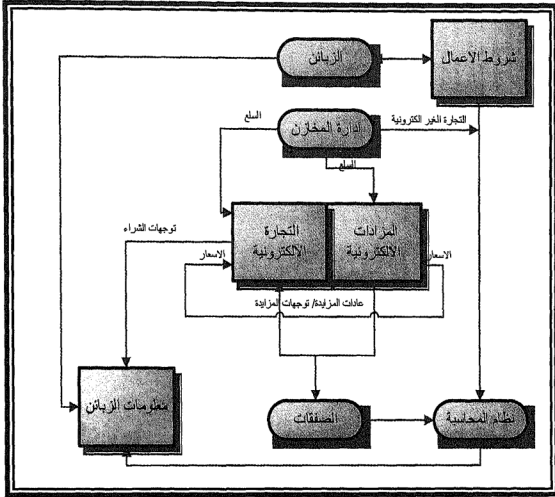 شروط الاعمال
الزبائن
ادارة المخازن
التجارة الغير الكترونية
السلع
السلع
المزادات
الالكترونية
التجارة
الالكترونية
توجهات الشراء
الاسعار
الاسعار
عادات المزايدة/ توجهات المزايدة
معلومات الزبائن
الصفقات
نظام المحاسبة